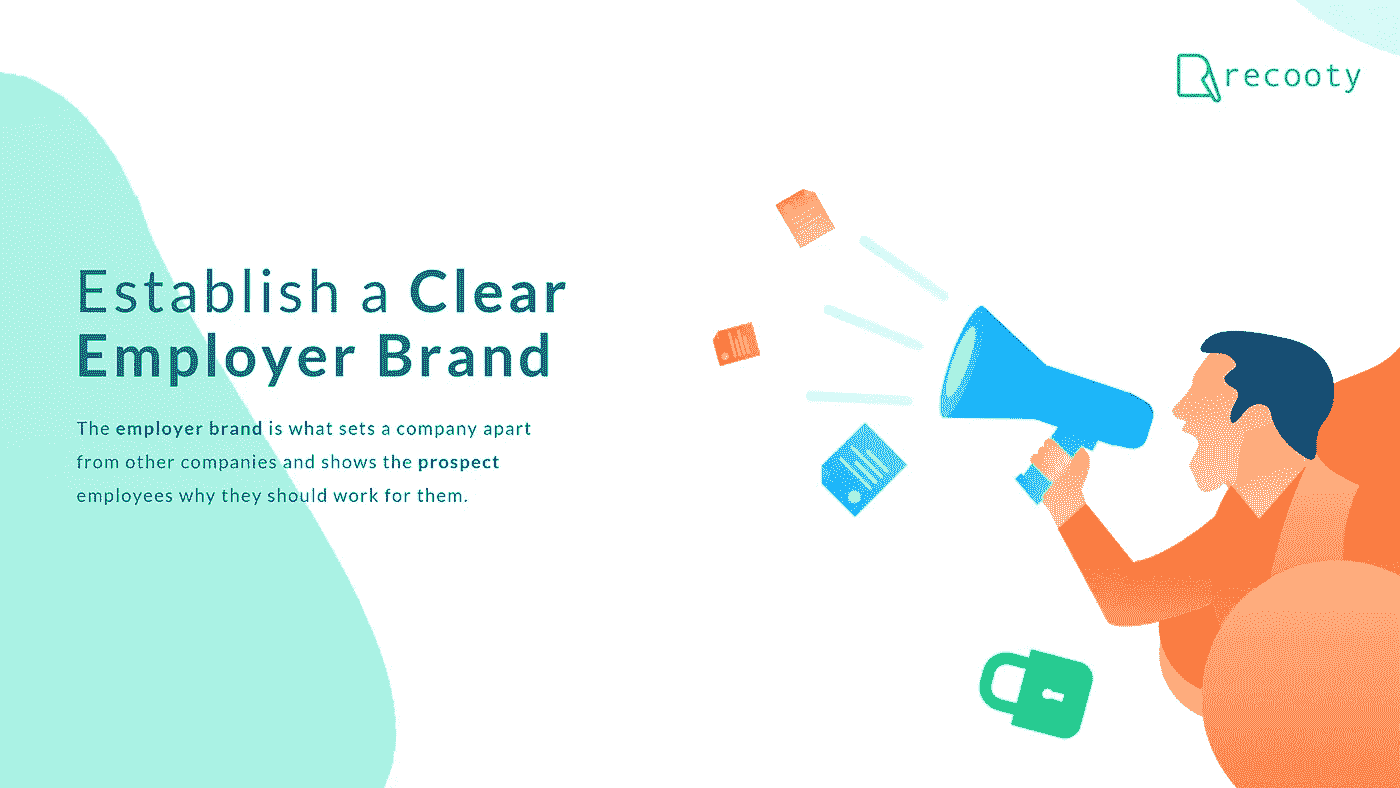 recooty
Establish a Clear
Employer Brand
The employer brand is what sets a company apart
from other companies and shows the prospect
employees why they should work for them.